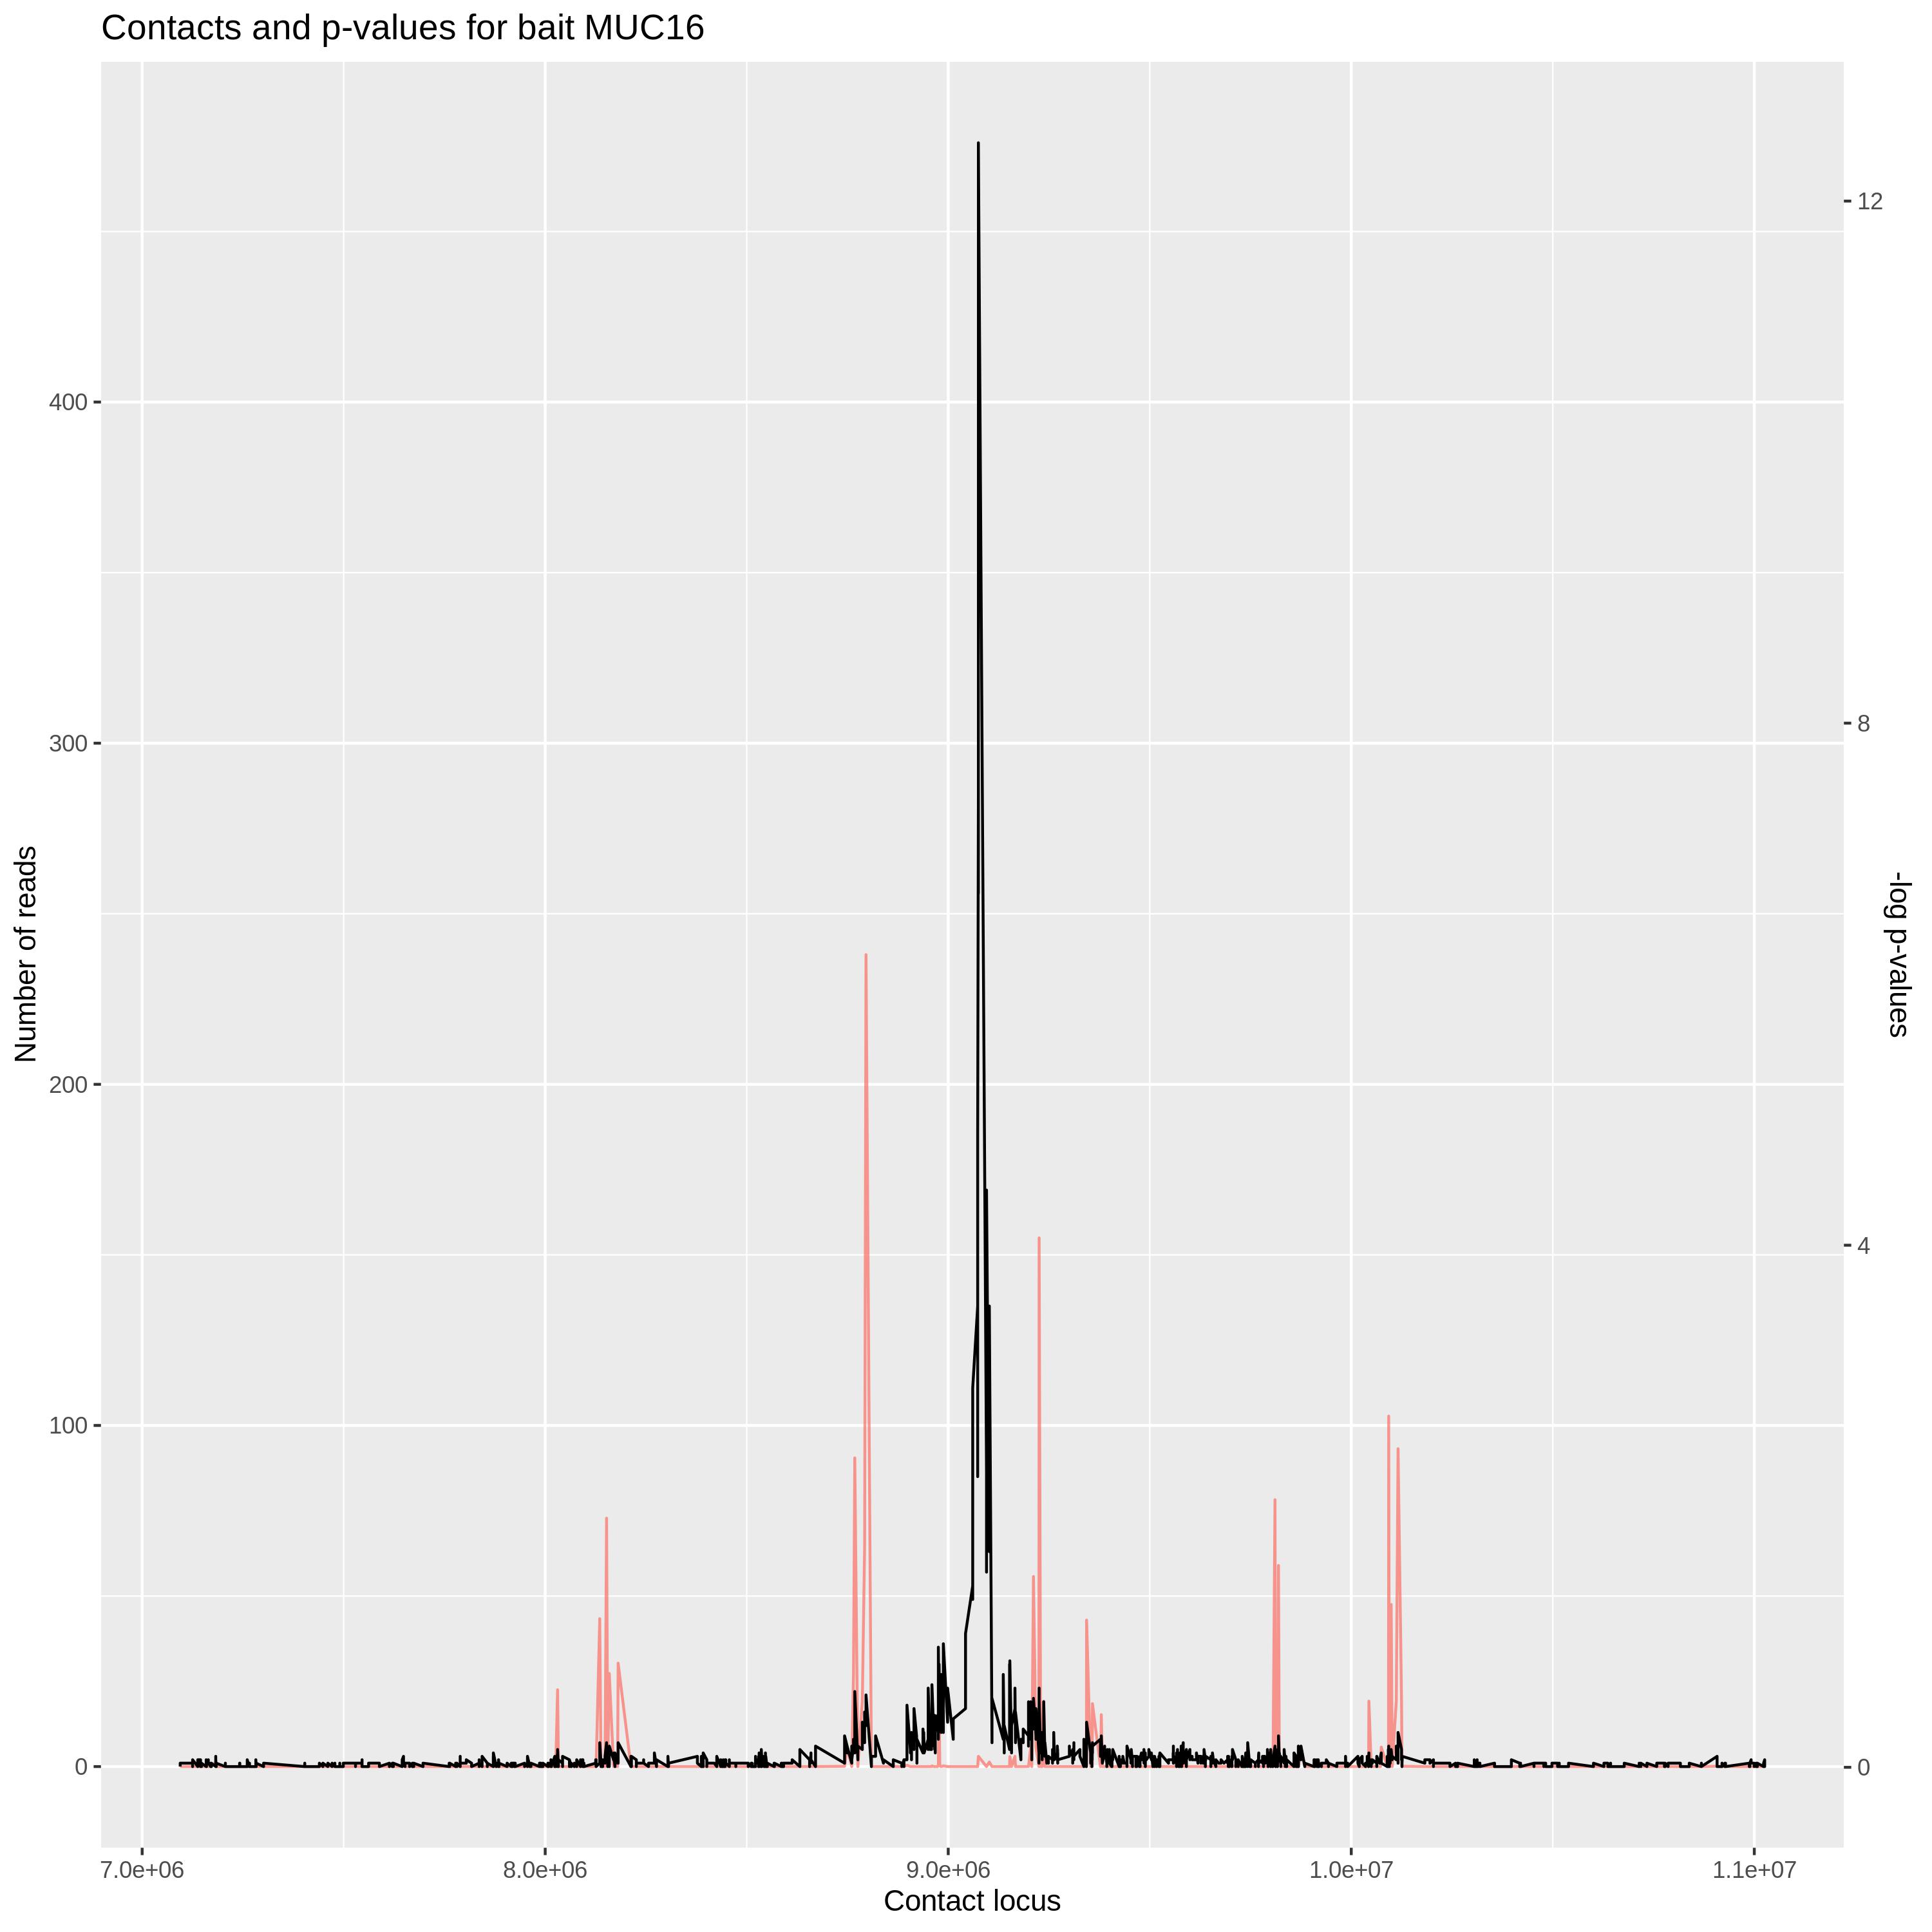 Contacts and p-values for bait MUC16
Number of reads
400
300
200
100
0
12
8
4
0
-log p-values
7.0e+06 8.0e+06 9.0e+06 1.0e+07 1.1e+07
Contact locus